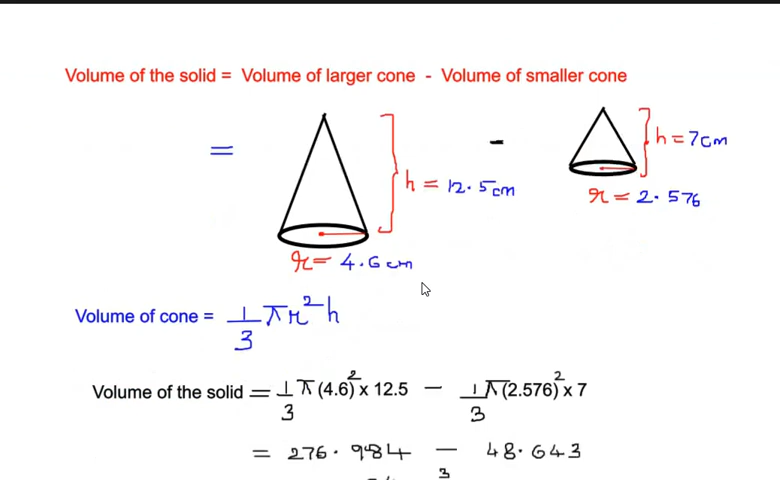 Volume of the solid = Volume of larger cone - Volume of smaller cone
= - h = 7cm
h = 12.5cm
r = 2.576
r = 4.6 cm
Volume of cone = 1/3 πr²h
Volume of the solid = 1/3 π (4.6)² x 12.5 - 1/3 π (2.576)² x 7
= 276.984 - 48.643
3